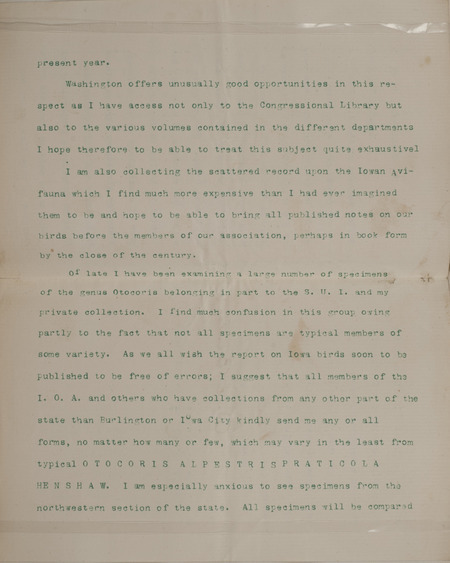 present year.
Washington offers unusually good opportunities in this re-
spect as I have access not only to the Congressional Library but
also to the various volumes contained in the different departments
I hope therefore to be able to treat this subject quite exhaustivel
I am also collecting the scattered record upon the Iowan Avi-
fauna which I find much more expensive than I had ever imagined
them to be and hope to be able to bring all published notes on our
birds before the members of our association, perhaps in book form
by the close of the century.
Of late I have been examining a large number of specimens
of the genus Otocoris belonging in part to the S. U. I. and my
private collection. I find much confusion in this group owing
partly to the fact that not all specimens are typical members of
some variety. As we all wish the report on Iowa birds soon to be
published to be free of errors; I suggest that all members of the
I. O. A. and others who have collections from any other part of the
state than Burlington or Iowa City kindly send me any or all
forms, no matter how many or few, which may vary in the least from
typical O T O C O R I S A L P E S T R I S P R A T I C O L A
H E N S H A W. I am especially anxious to see specimens from the
northwestern section of the state. All specimens will be compared